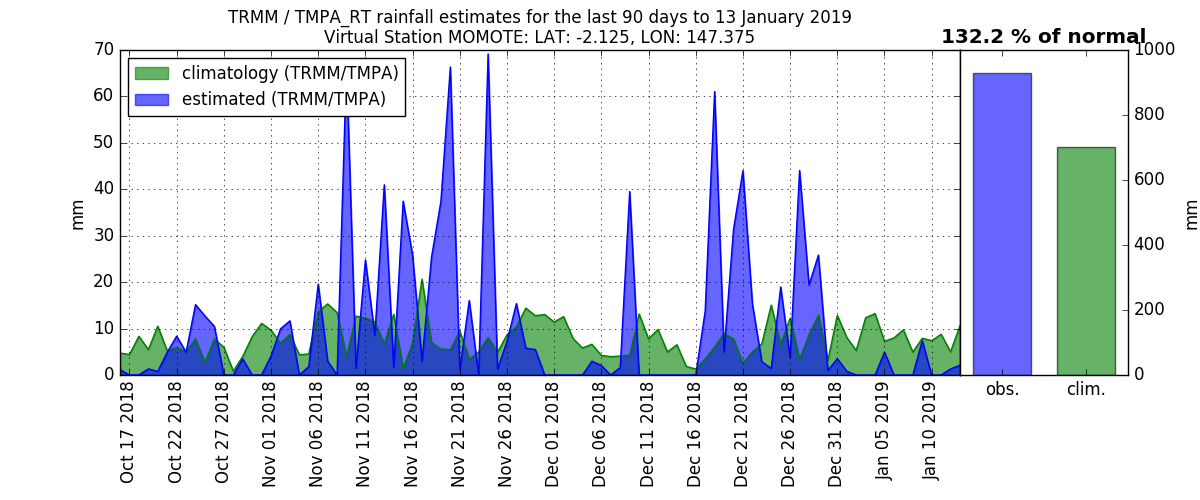 TRMM / TMPA_RT rainfall estimates for the last 90 days to 13 January 2019
Virtual Station MOMOTE: LAT: -2.125, LON: 147.375
132.2 % of normal
climatology (TRMM/TMPA)
estimated (TRMM/TMPA)
mm
70
60
50
40
30
20
10
0
Oct 17 2018
Oct 22 2018
Oct 27 2018
Nov 01 2018
Nov 06 2018
Nov 11 2018
Nov 16 2018
Nov 21 2018
Nov 26 2018
Dec 01 2018
Dec 06 2018
Dec 11 2018
Dec 16 2018
Dec 21 2018
Dec 26 2018
Dec 31 2018
Jan 05 2019
Jan 10 2019
obs.
clim.
1000
800
600
400
200
0
mm